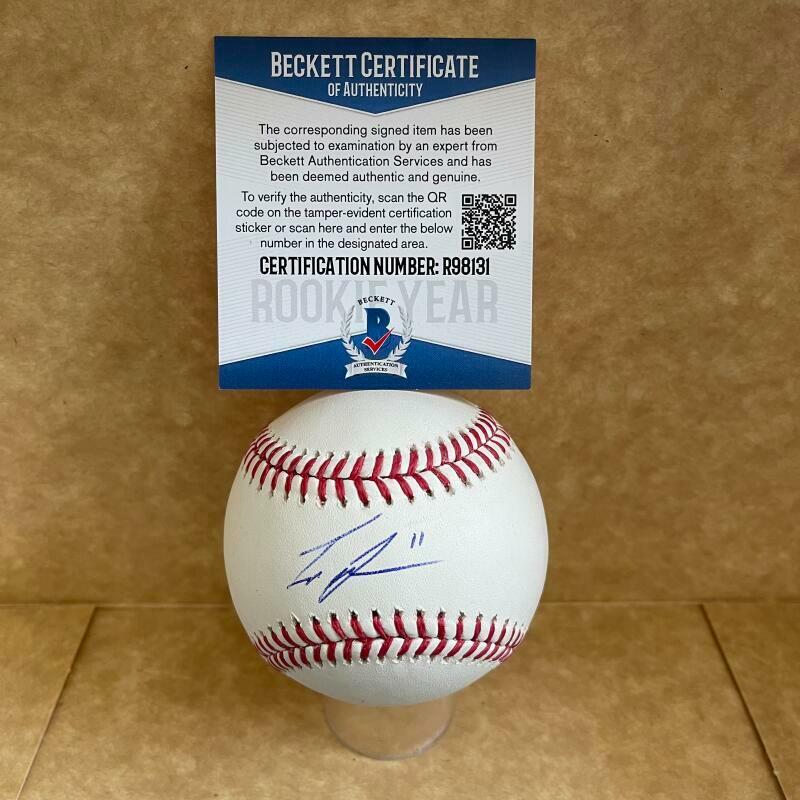 BECKETT CERTIFICATE
OF AUTHENTICITY
The corresponding signed item has been
subjected to examination by an expert from
Beckett Authentication Services and has
been deemed authentic and genuine.
To verify the authenticity, scan the QR
code on the tamper-evident certification
sticker or scan here and enter the below
number in the designated area.
CERTIFICATION NUMBER: R98131
ROOKIE YEAR
BECKETT
B
AUTHENTICATION
SERVICES
11